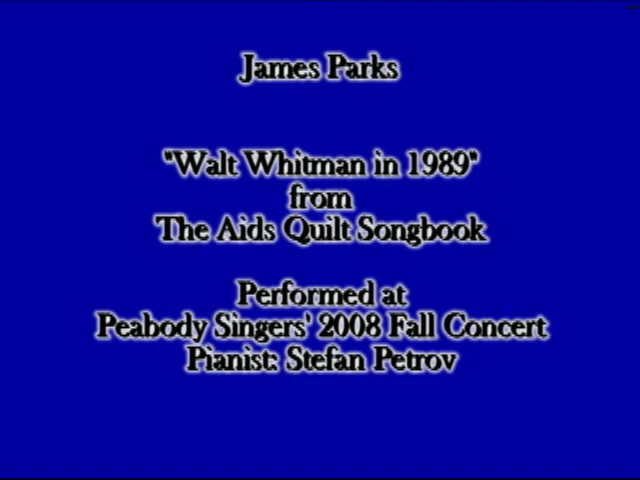 James Parks
"Walt Whitman in 1989"
from
The Aids Quilt Songbook
Performed at
Peabody Singers' 2008 Fall Concert
Pianist: Stefan Petrov